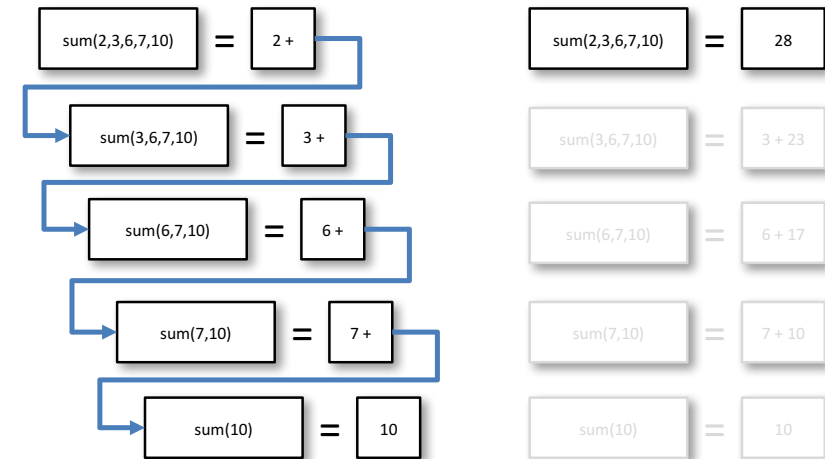 sum(2,3,6,7,10) = 2 +
sum(3,6,7,10) = 3 +
sum(6,7,10) = 6 +
sum(7,10) = 7 +
sum(10) = 10
sum(2,3,6,7,10) = 28
sum(3,6,7,10) = 3 + 23
sum(6,7,10) = 6 + 17
sum(7,10) = 7 + 10
sum(10) = 10